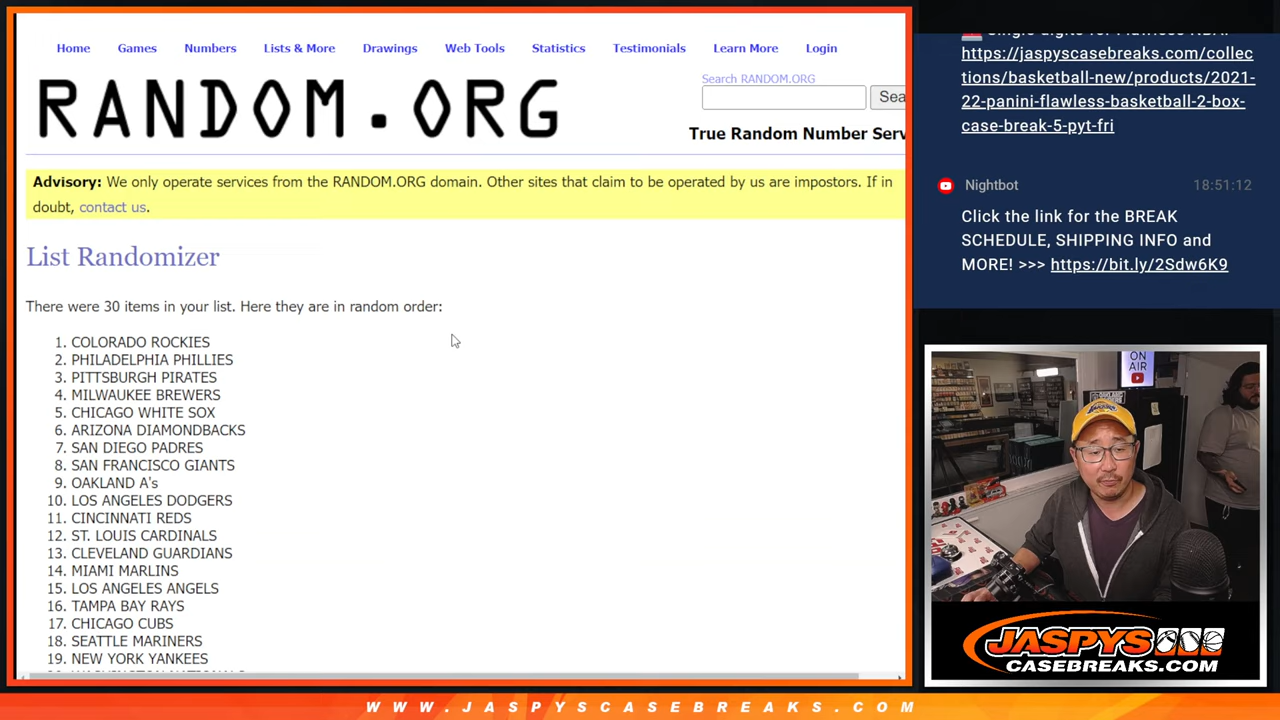 Home Games Numbers Lists & More Drawings Web Tools Statistics Testimonials Learn More Login
Search RANDOM.ORG
RANDOM.ORG
Sea
True Random Number Serv
Advisory: We only operate services from the RANDOM.ORG domain. Other sites that claim to be operated by us are impostors. If in
doubt, contact us.
List Randomizer
There were 30 items in your list. Here they are in random order:
1. COLORADO ROCKIES
2. PHILADELPHIA PHILLIES
3. PITTSBURGH PIRATES
4. MILWAUKEE BREWERS
5. CHICAGO WHITE SOX
6. ARIZONA DIAMONDBACKS
7. SAN DIEGO PADRES
8. SAN FRANCISCO GIANTS
9. OAKLAND A's
10. LOS ANGELES DODGERS
11. CINCINNATI REDS
12. ST. LOUIS CARDINALS
13. CLEVELAND GUARDIANS
14. MIAMI MARLINS
15. LOS ANGELES ANGELS
16. TAMPA BAY RAYS
17. CHICAGO CUBS
18. SEATTLE MARINERS
19. NEW YORK YANKEES
https://jaspyscasebreaks.com/collec
tions/basketball-new/products/2021-
22-panini-flawless-basketball-2-box-
case-break-5-pyt-fri
Nightbot 18:51:12
Click the link for the BREAK
SCHEDULE, SHIPPING INFO and
MORE! >>> https://bit.ly/2Sdw6K9
ON
AIR
JASPYS
CASEBREAKS.COM
WWW.JASPYSCASEBREAKS.COM